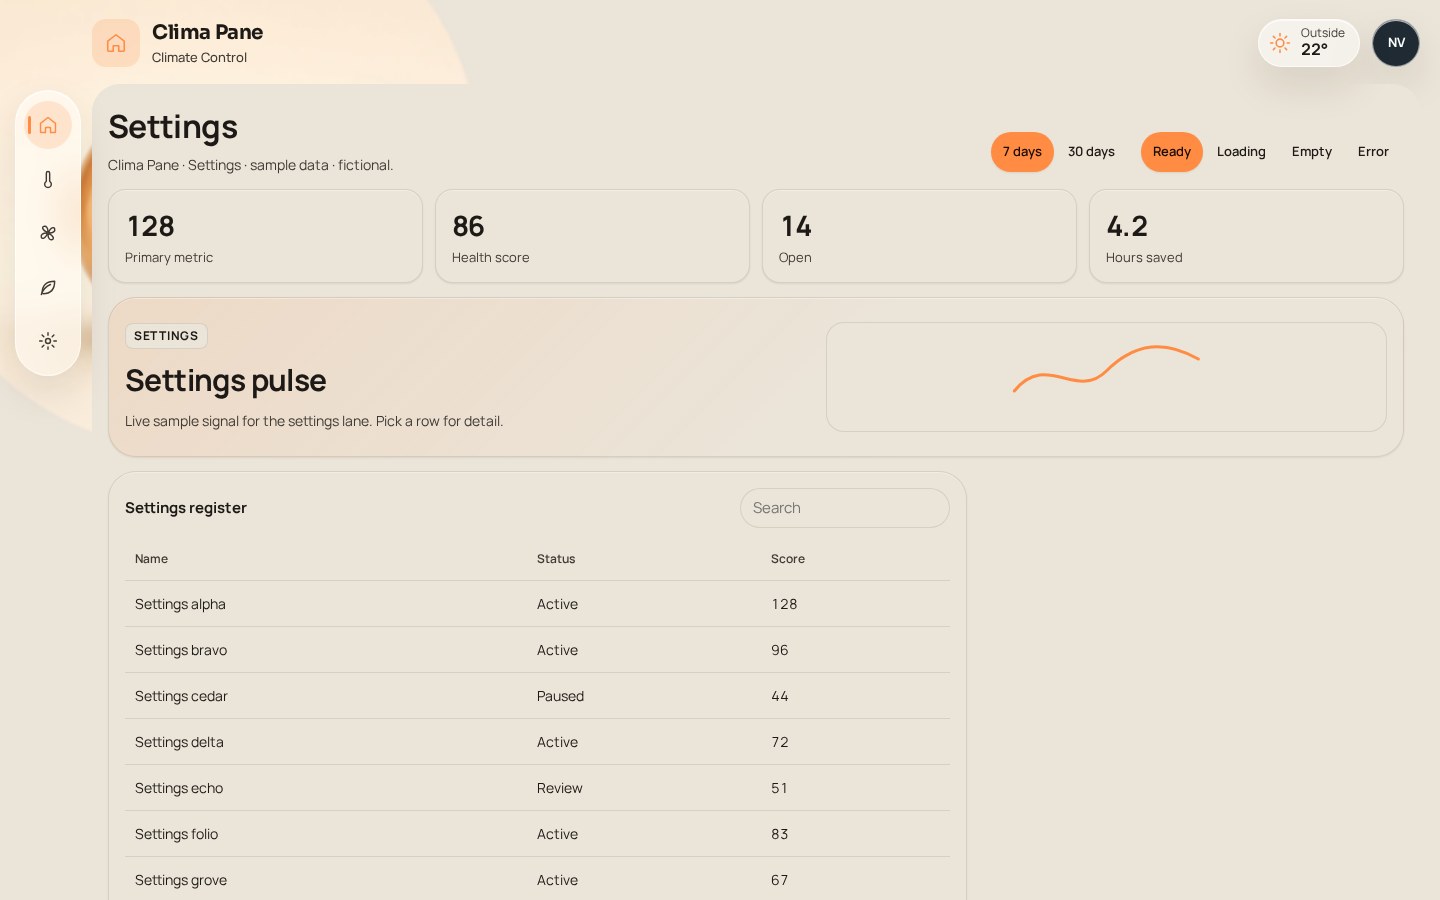 Clima Pane
Climate Control
Outside
22°
NV
Settings
Clima Pane · Settings · sample data · fictional.
7 days
30 days
Ready
Loading
Empty
Error
128
Primary metric
86
Health score
14
Open
4.2
Hours saved
SETTINGS
Settings pulse
Live sample signal for the settings lane. Pick a row for detail.
Settings register
Search
Name Status Score
Settings alpha Active 128
Settings bravo Active 96
Settings cedar Paused 44
Settings delta Active 72
Settings echo Review 51
Settings folio Active 83
Settings grove Active 67